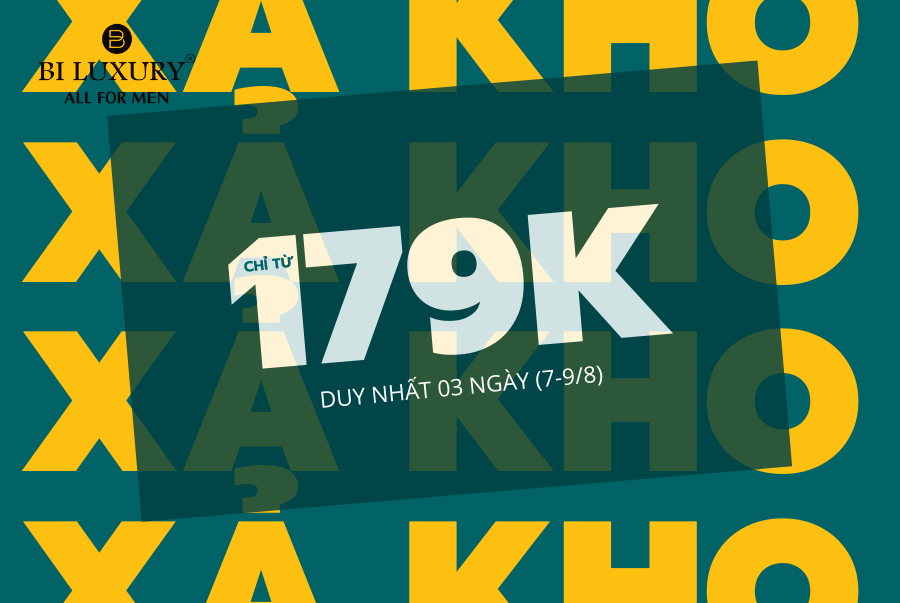 XẢ KHO
B
BI LUXURY®
ALL FOR MEN
XẢ KHO
CHỈ TỪ
179K
DUY NHẤT 03 NGÀY (7-9/8)
XẢ KHO
XẢ KHO